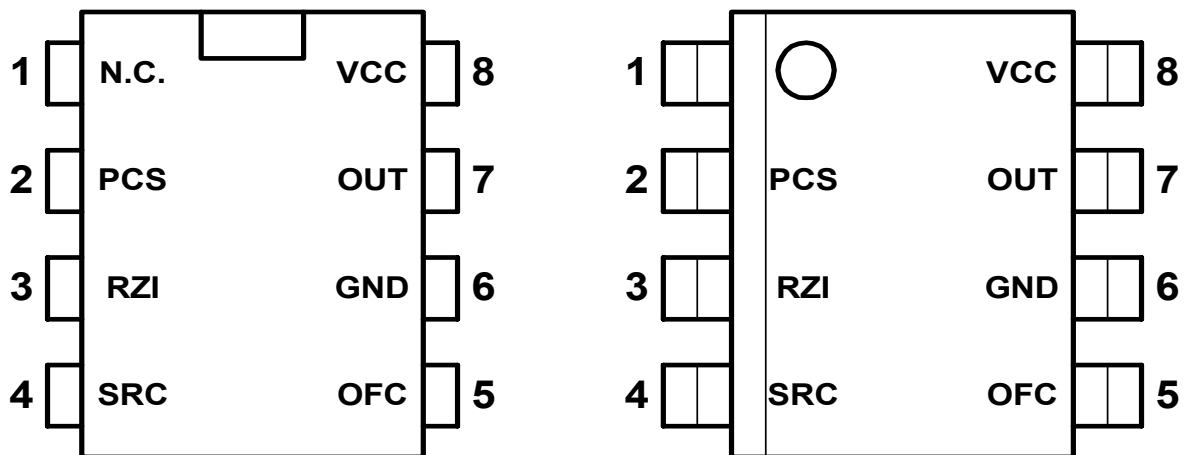 1 N.C. VCC 8 1 VCC 8
2 PCS OUT 7 2 PCS OUT 7
3 RZI GND 6 3 RZI GND 6
4 SRC OFC 5 4 SRC OFC 5